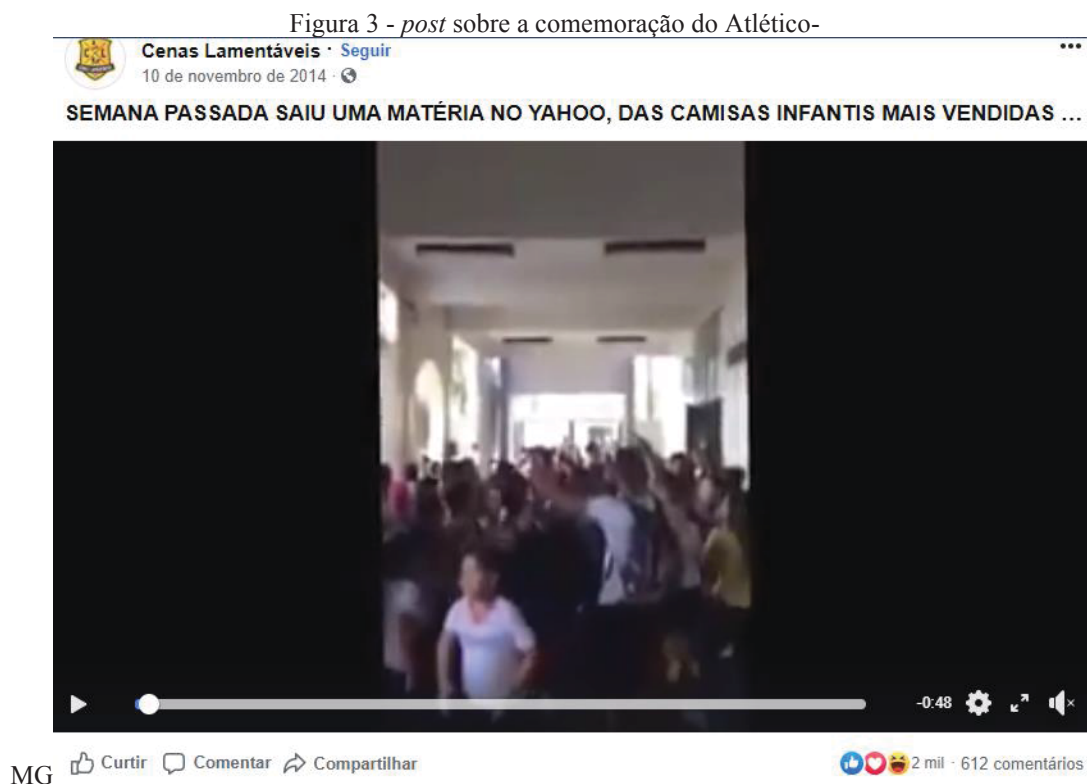 Figura 3 - post sobre a comemoração do Atlético-
Cenas Lamentáveis · Seguir
10 de novembro de 2014 ·
SEMANA PASSADA SAIU UMA MATÉRIA NO YAHOO, DAS CAMISAS INFANTIS MAIS VENDIDAS ...
-0:48
MG
Curtir Comentar Compartilhar 2 mil · 612 comentários